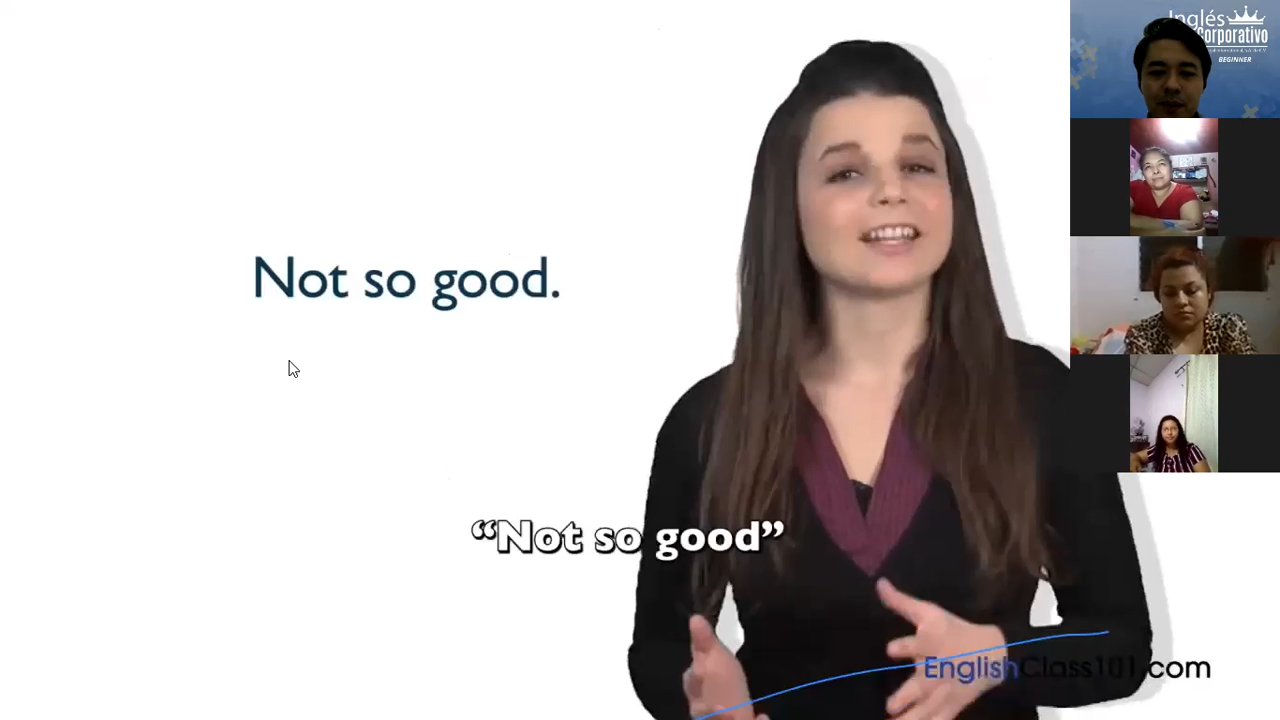 Inglés
Corporativo
BEGINNER
Not so good.
“Not so good”
EnglishClass101.com